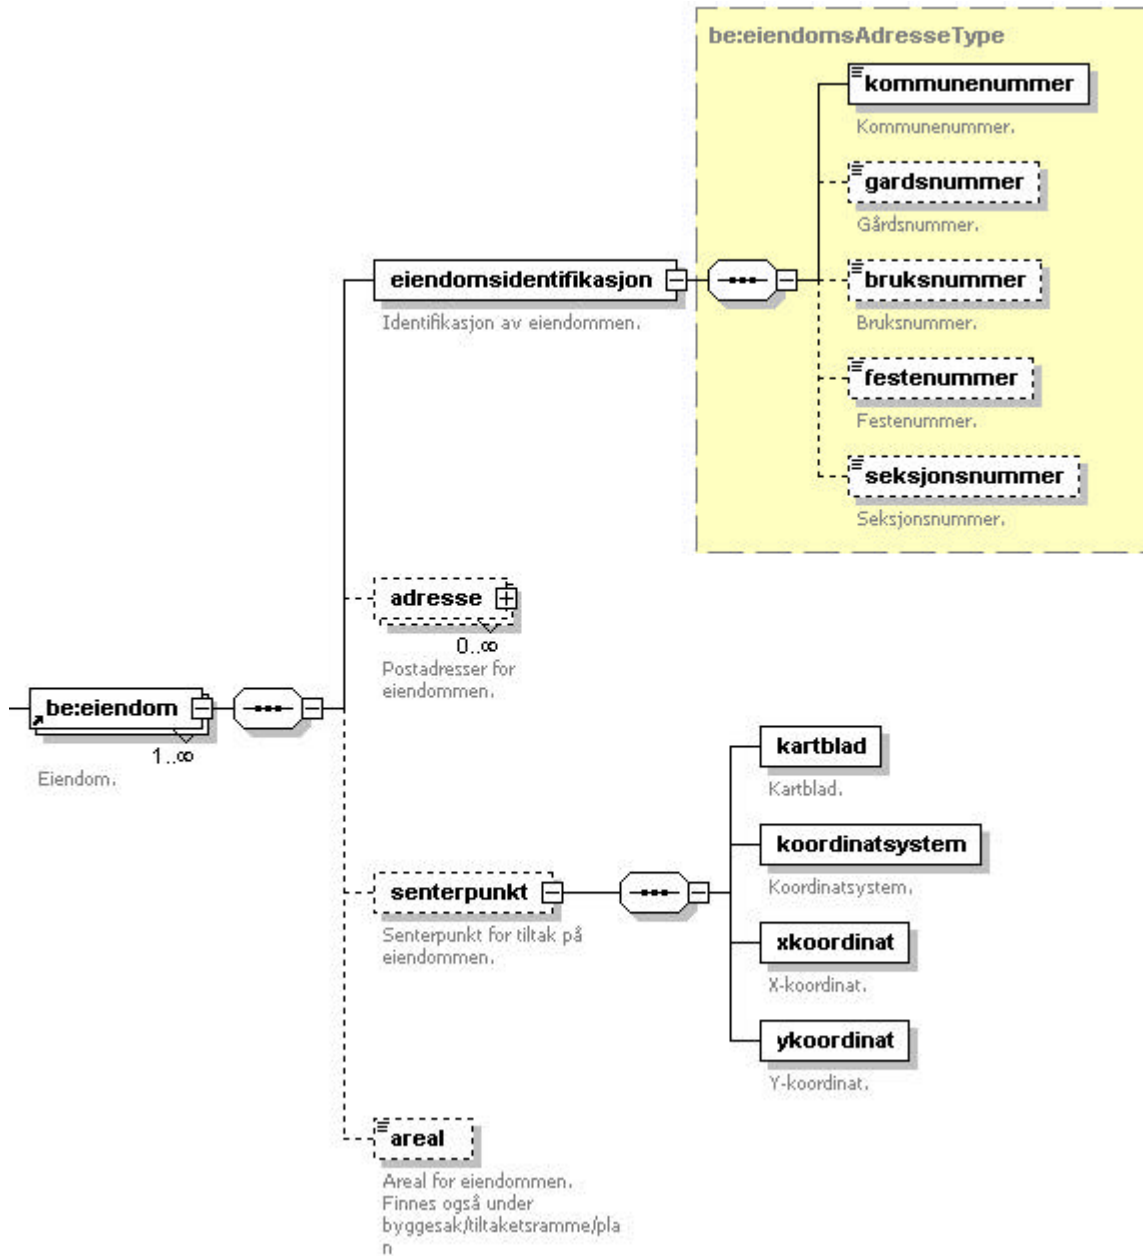 be:eiendomsAdresseType
kommunenummer
Kommunenummer.
gardsnummer
Gårdsnummer.
eiendomsidentifikasjon
Identifikasjon av eiendommen.
bruksnummer
Bruksnummer.
festenummer
Festenummer.
seksjonsnummer
Seksjonsnummer.
adresse
0..∞
Postadresser for
eiendommen.
be:eiendom
1..∞
Eiendom.
kartblad
Kartblad.
koordinatsystem
Koordinatsystem.
senterpunkt
Senterpunkt for tiltak på
eiendommen.
xkoordinat
X-koordinat.
ykoordinat
Y-koordinat.
areal
Areal for eiendommen.
Finnes også under
byggesak/tiltaketsramme/pla
n